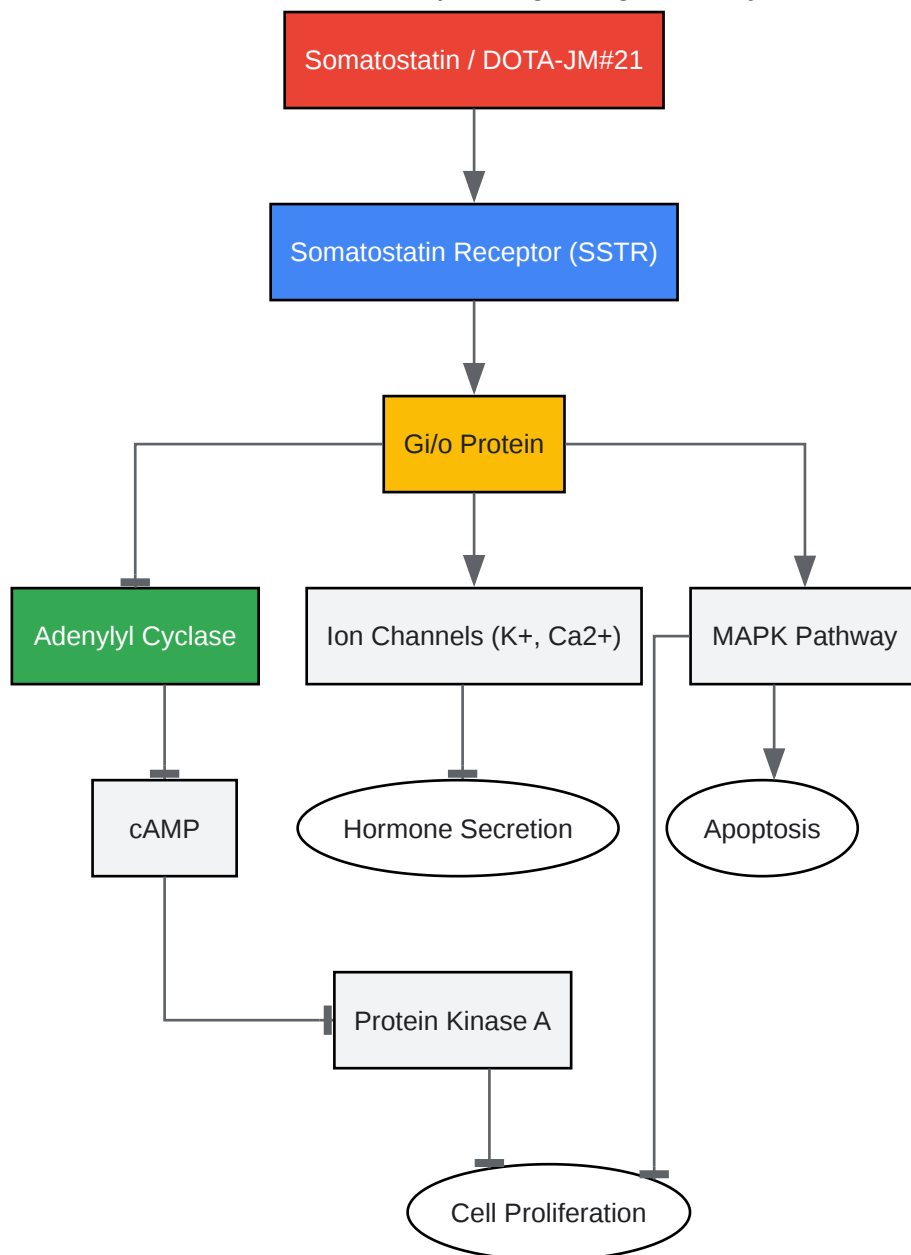 Somatostatin / DOTA-JM#21
Somatostatin Receptor (SSTR)
Gi/o Protein
Adenylyl Cyclase
Ion Channels (K+, Ca2+)
MAPK Pathway
cAMP
Hormone Secretion
Apoptosis
Protein Kinase A
Cell Proliferation